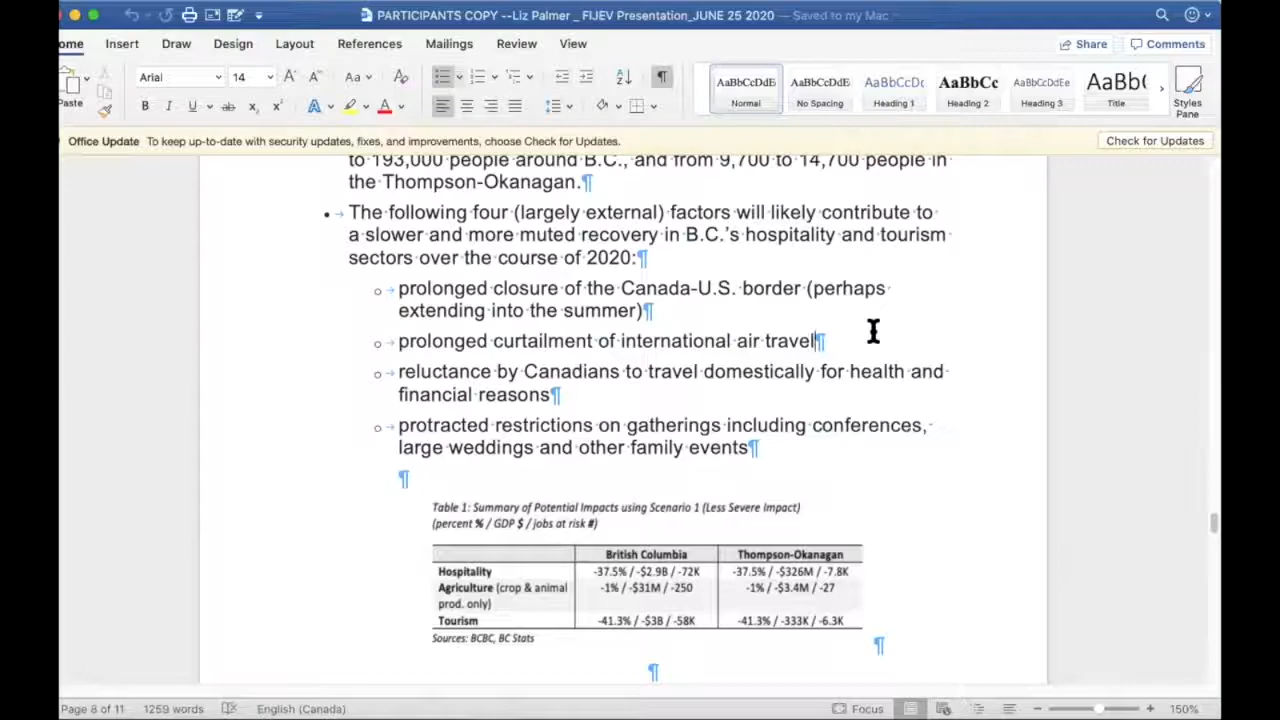 PARTICIPANTS COPY --Liz Palmer _ FIJEV Presentation_JUNE 25 2020 — Saved to my Mac
ome Insert Draw Design Layout References Mailings Review View Share Comments
Paste Arial 14 Aa AaBbCcDdE AaBbCcDdE AaBbCcDc AaBbCc AaBbCcDdEe AaBb(
B I U ab x2 x2 A A Normal No Spacing Heading 1 Heading 2 Heading 3 Title Styles Pane
Office Update To keep up-to-date with security updates, fixes, and improvements, choose Check for Updates. Check for Updates
to 193,000 people around B.C., and from 9,700 to 14,700 people in
the Thompson-Okanagan.¶
• The following four (largely external) factors will likely contribute to
a slower and more muted recovery in B.C.'s hospitality and tourism
sectors over the course of 2020:¶
o prolonged closure of the Canada-U.S. border (perhaps
extending into the summer)¶
o prolonged curtailment of international air travel¶
o reluctance by Canadians to travel domestically for health and
financial reasons¶
o protracted restrictions on gatherings including conferences,
large weddings and other family events¶
¶
Table 1: Summary of Potential Impacts using Scenario 1 (Less Severe Impact)
(percent % / GDP $ / jobs at risk #)
British Columbia Thompson-Okanagan
Hospitality -37.5% / -$2.9B / -72K -37.5% / -$326M / -7.8K
Agriculture (crop & animal -1% / -$31M / -250 -1% / -$3.4M / -27
prod. only)
Tourism -41.3% / -$3B / -58K -41.3% / -333K / -6.3K
Sources: BCBC, BC Stats
¶
¶
Page 8 of 11 1259 words English (Canada) Focus 150%